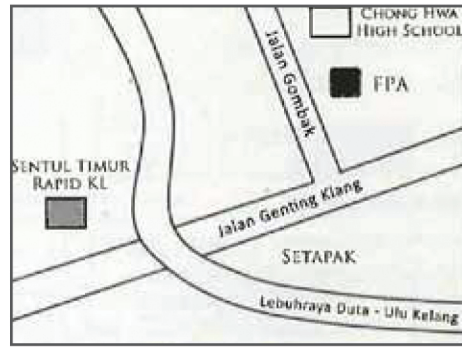 CHONG HWA
HIGH SCHOOL
FPA
Jalan Gombak
SENTUL TIMUR
RAPID KL
Jalan Genting Klang
SETAPAK
Lebuhraya Duta - Ulu Kelang